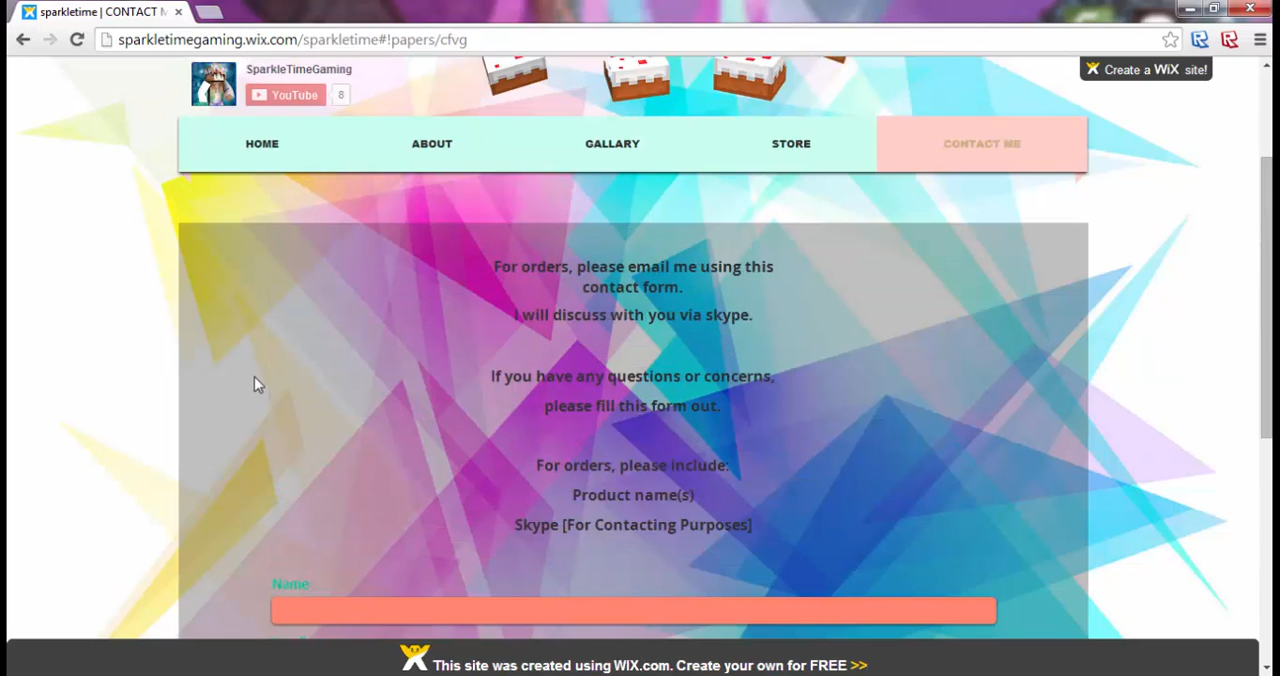 sparkletime | CONTACT M
sparkletimegaming.wix.com/sparkletime#!papers/cfvg
SparkleTimeGaming
YouTube 8
Create a WiX site!
HOME ABOUT GALLARY STORE CONTACT ME
For orders, please email me using this
contact form.
I will discuss with you via skype.
If you have any questions or concerns,
please fill this form out.
For orders, please include:
Product name(s)
Skype [For Contacting Purposes]
Name
This site was created using WIX.com. Create your own for FREE >>